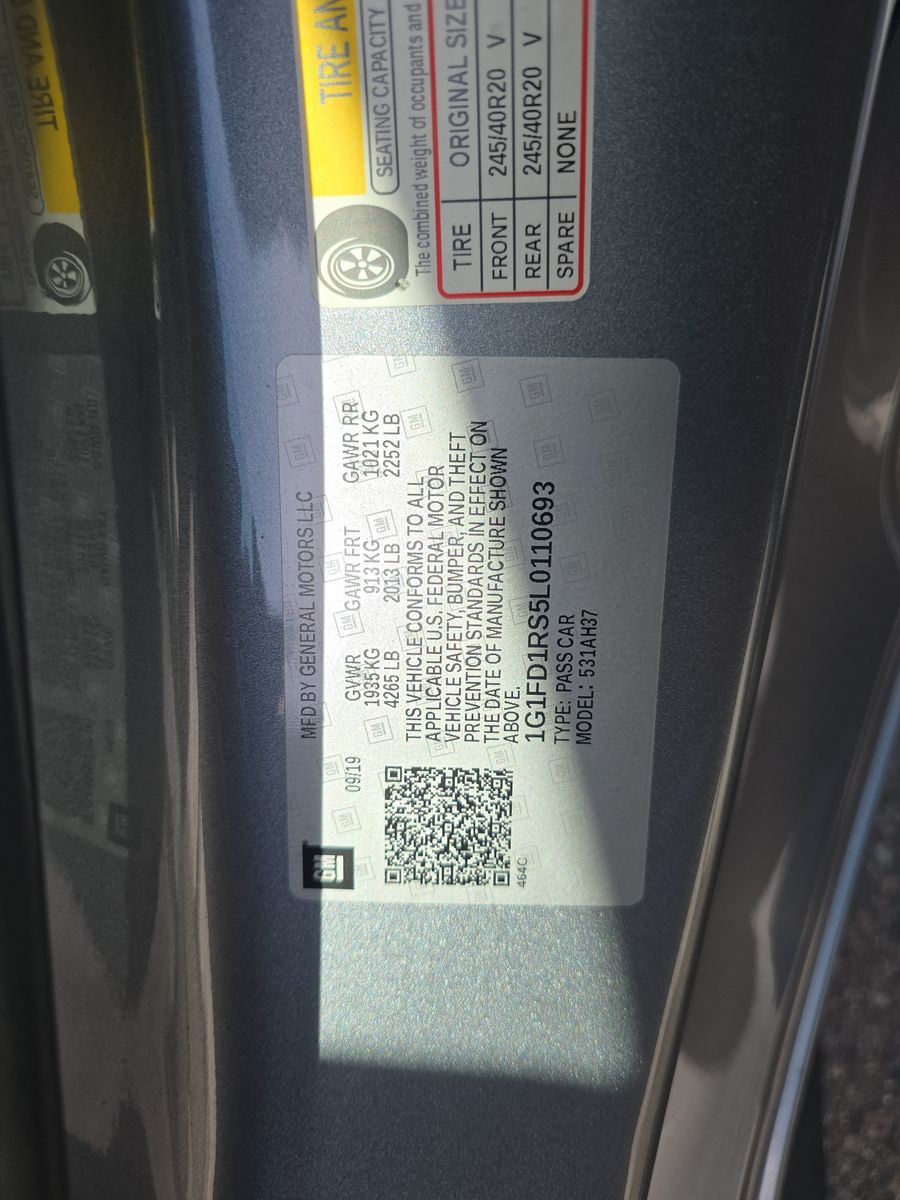 GM
MFD BY GENERAL MOTORS LLC
09/19
GVWR GAWR FRT GAWR RR
1935 KG 913 KG 1021 KG
4265 LB 2013 LB 2252 LB
THIS VEHICLE CONFORMS TO ALL
APPLICABLE U.S. FEDERAL MOTOR
VEHICLE SAFETY, BUMPER, AND THEFT
PREVENTION STANDARDS IN EFFECT ON
THE DATE OF MANUFACTURE SHOWN
ABOVE.
1G1FD1RS5L0110693
TYPE: PASS CAR
MODEL: 531AH37
464C
TIRE AN
SEATING CAPACITY
The combined weight of occupants and
TIRE ORIGINAL SIZE
FRONT 245/40R20 V
REAR 245/40R20 V
SPARE NONE
TIRE AND